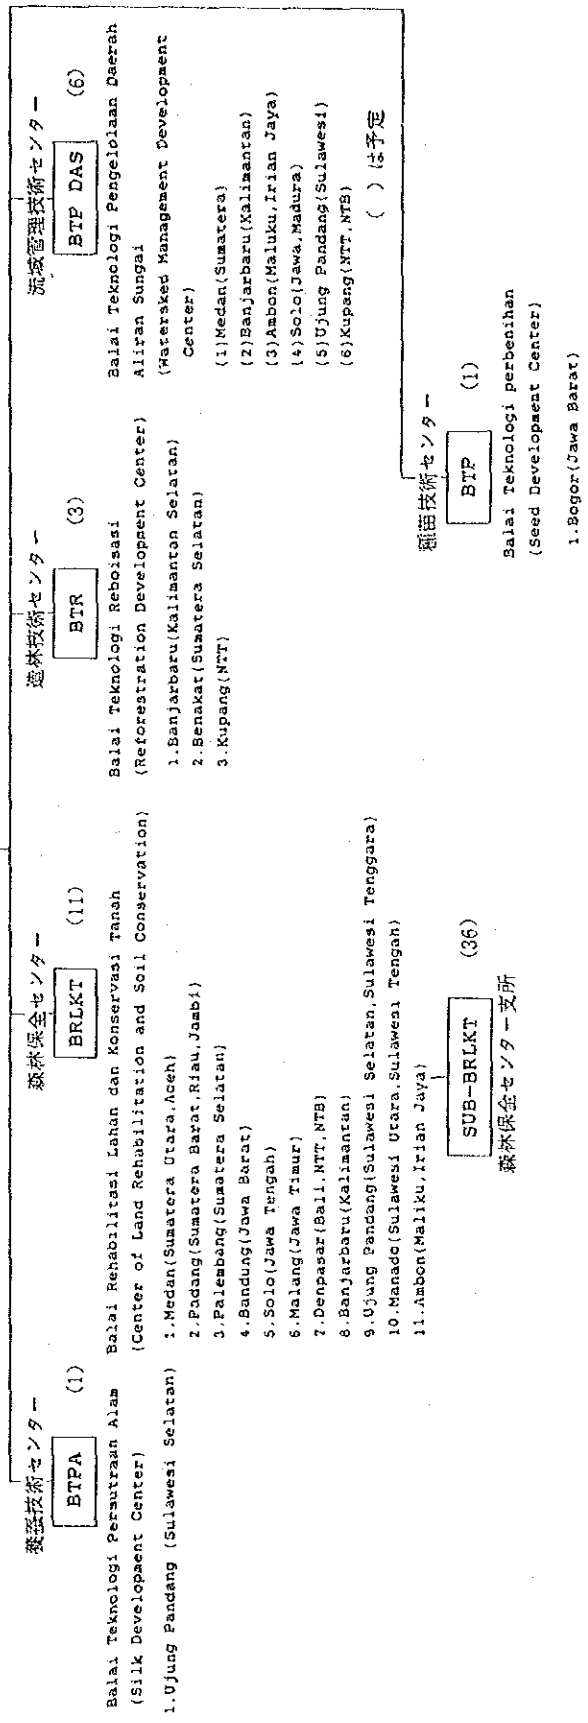 養蚕技術センター
BTPA (1)
Balai Teknologi Persutraan Alam
(Silk Development Center)
1.Ujung Pandang (Sulawesi Selatan)
森林保全センター
BRLKT (11)
Balai Rehabilitasi Lahan dan Konservasi Tanah
(Center of Land Rehabilitation and Soil Conservation)
1.Medan(Sumatera Utara,Aceh)
2.Padang(Sumatera Barat,Riau,Jambi)
3.Palembang(Sumatera Selatan)
4.Bandung(Jawa Barat)
5.Solo(Jawa Tengah)
6.Malang(Jawa Timur)
7.Denpasar(Bali,NTT,NTB)
8.Banjarbaru(Kalimantan)
9.Ujung Pandang(Sulawesi Selatan,Sulawesi Tenggara)
10.Manado(Sulawesi Utara,Sulawesi Tengah)
11.Ambon(Maliku,Irian Jaya)
SUB-BRLKT (36)
森林保全センター支所
造林技術センター
BTR (3)
Balai Teknologi Reboisasi
(Reforestration Development Center)
1.Banjarbaru(Kalimantan Selatan)
2.Benakat(Sumatera Selatan)
3.Kupang(NTT)
流域管理技術センター
BTP DAS (6)
Balai Teknologi Pengelolaan Daerah
Aliran Sungai
(Watersked Management Development
Center)
(1)Medan(Sumatera)
(2)Banjarbaru(Kalimantan)
(3)Ambon(Maluku,Irian Jaya)
(4)Solo(Jawa,Madura)
(5)Ujung Pandang(Sulawesi)
(6)Kupang(NTT,NTB)
( ) は予定
種苗技術センター
BTP (1)
Balai Teknologi perbenihan
(Seed Development Center)
1.Bogor(Jawa Barat)